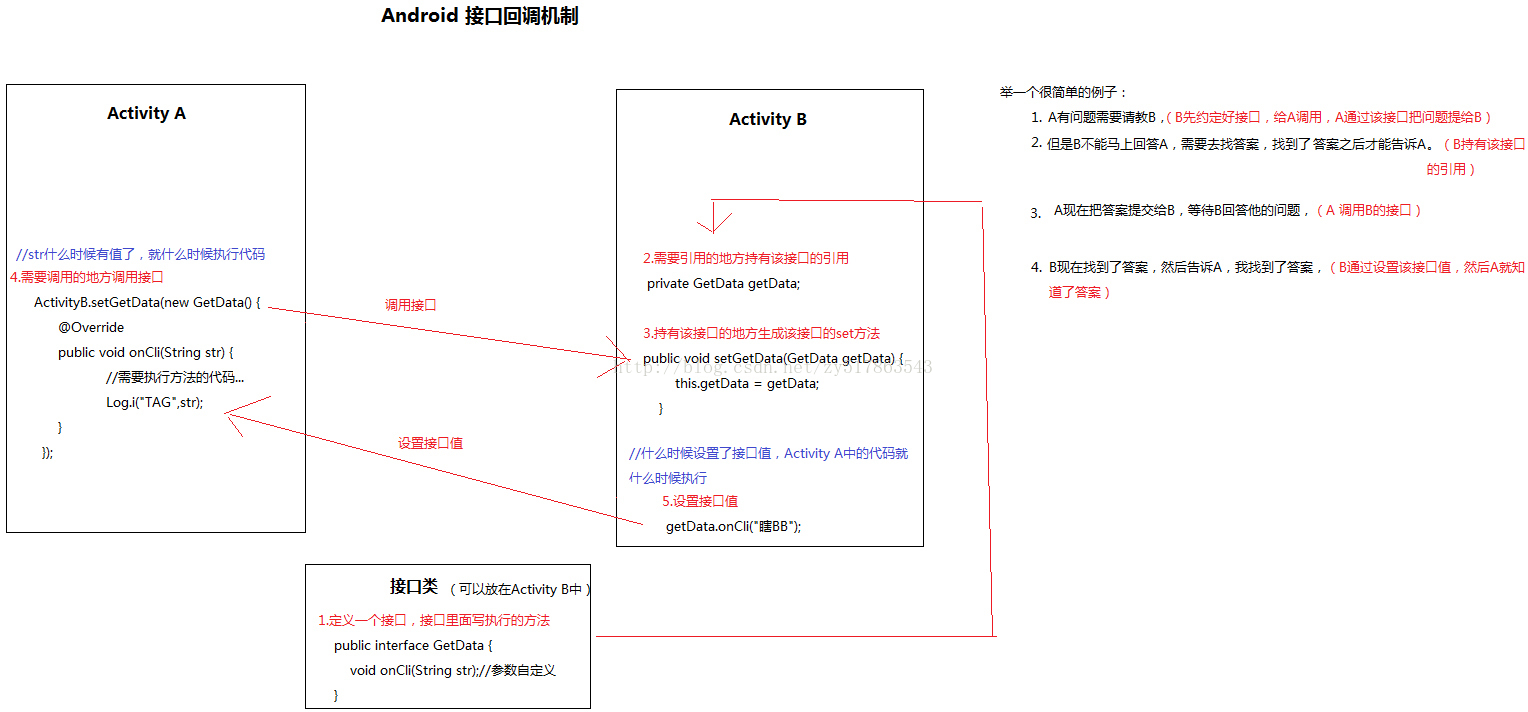 Android 接口回调机制
Activity A
//str什么时候有值了，就什么时候执行代码
4.需要调用的地方调用接口
ActivityB.setGetData(new GetData() {
@Override
public void onCli(String str) {
//需要执行方法的代码...
Log.i("TAG",str);
}
});
调用接口
设置接口值
Activity B
2.需要引用的地方持有该接口的引用
private GetData getData;
3.持有该接口的地方生成该接口的set方法
public void setGetData(GetData getData) {
http://blog.csdn.net/zy517863543
this.getData = getData;
}
//什么时候设置了接口值，Activity A中的代码就
什么时候执行
5.设置接口值
getData.onCli("瞎BB");
接口类 （可以放在Activity B中）
1.定义一个接口，接口里面写执行的方法
public interface GetData {
void onCli(String str);//参数自定义
}
举一个很简单的例子：
1. A有问题需要请教B，（B先约定好接口，给A调用，A通过该接口把问题提给B）
2. 但是B不能马上回答A，需要去找答案，找到了答案之后才能告诉A。（B持有该接口
的引用）
3. A现在把答案提交给B，等待B回答他的问题，（A 调用B的接口）
4. B现在找到了答案，然后告诉A，我找到了答案，（B通过设置该接口值，然后A就知
道了答案）